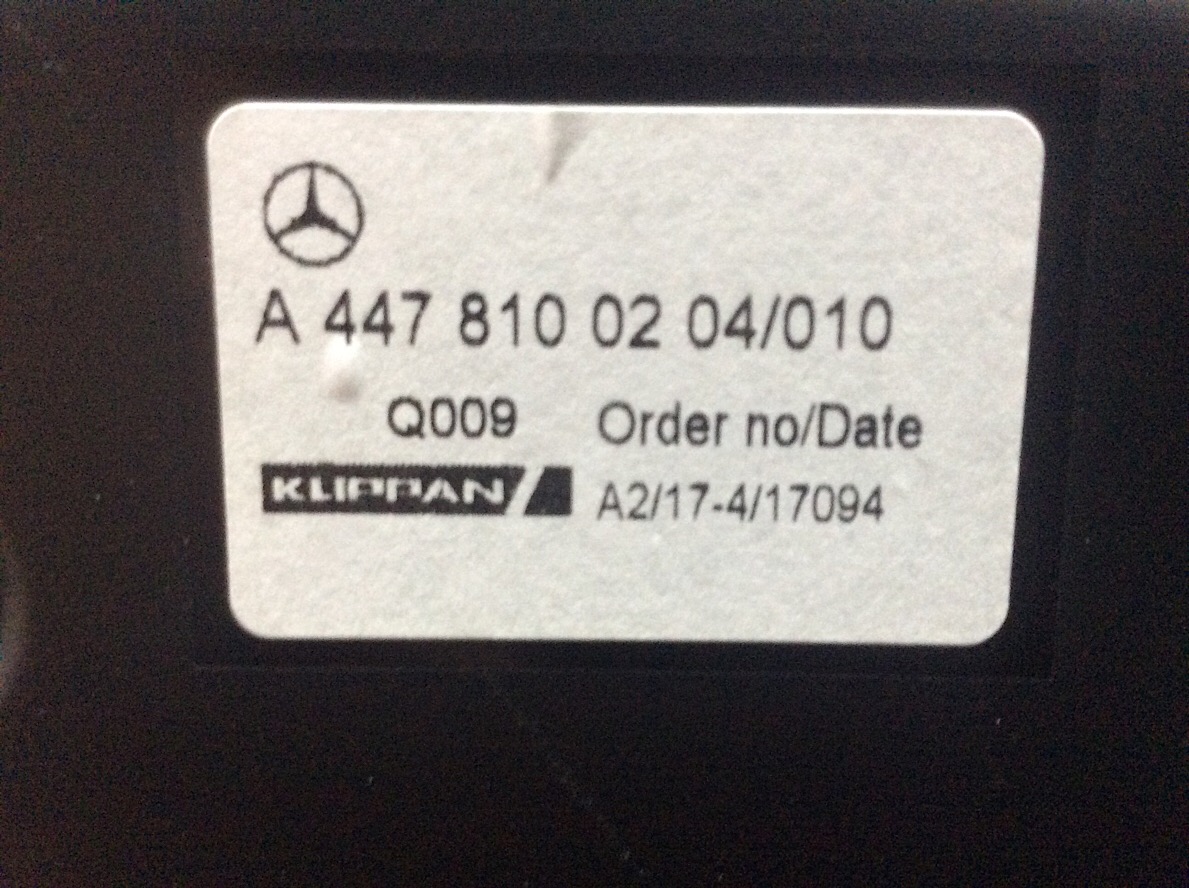 A 447 810 02 04/010
Q009 Order no/Date
KLIPPAN A2/17-4/17094